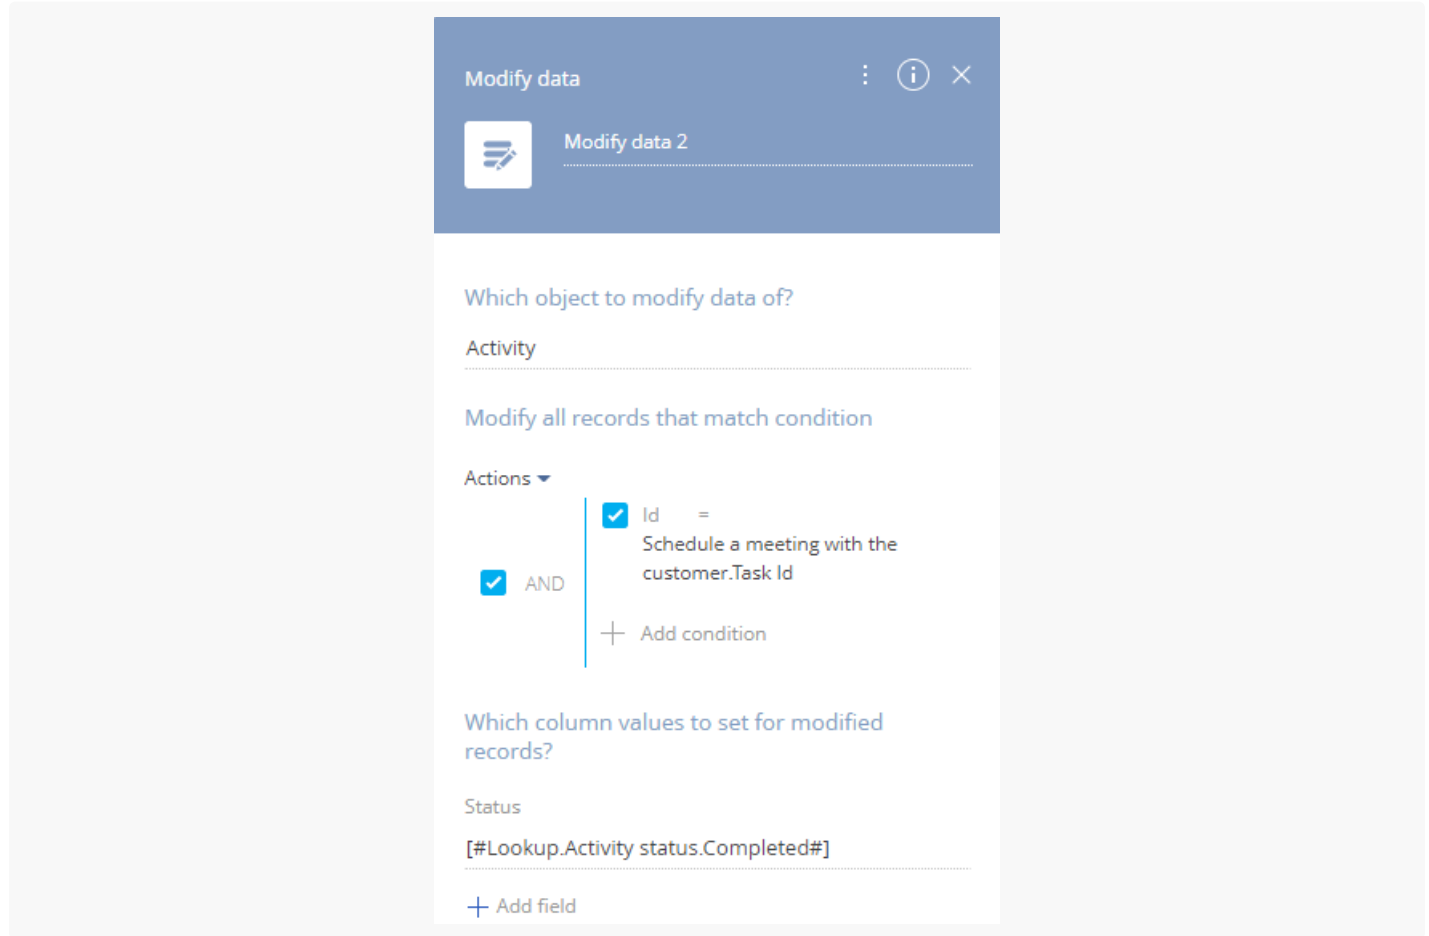 Modify data
Modify data 2
Which object to modify data of?
Activity
Modify all records that match condition
Actions
Id =
Schedule a meeting with the
customer.Task Id
AND
Add condition
Which column values to set for modified
records?
Status
[#Lookup.Activity status.Completed#]
Add field